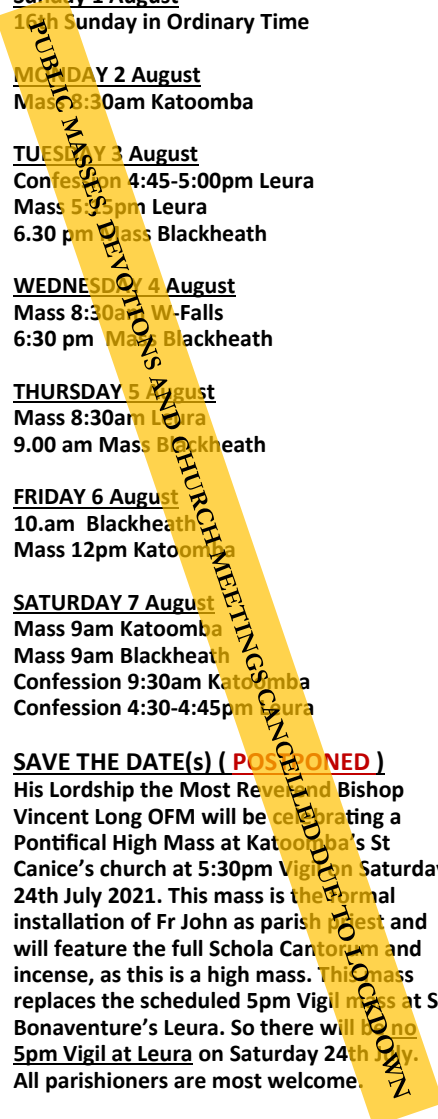 Sunday 1 August
16th Sunday in Ordinary Time
MONDAY 2 August
Mass 8:30am Katoomba
TUESDAY 3 August
Confession 4:45-5:00pm Leura
Mass 5:15pm Leura
6.30 pm Mass Blackheath
WEDNESDAY 4 August
Mass 8:30am W-Falls
6:30 pm  Mass Blackheath
THURSDAY 5 August
Mass 8:30am Leura
9.00 am Mass Blackheath
FRIDAY 6 August
10.am  Blackheath
Mass 12pm Katoomba
SATURDAY 7 August
Mass 9am Katoomba
Mass 9am Blackheath
Confession 9:30am Katoomba
Confession 4:30-4:45pm Leura
SAVE THE DATE(s) ( POSTPONED )
His Lordship the Most Reverend Bishop
Vincent Long OFM will be celebrating a
Pontifical High Mass at Katoomba's St
Canice's church at 5:30pm Vigil on Saturday
24th July 2021. This mass is the formal
installation of Fr John as parish priest and
will feature the full Schola Cantorum and
incense, as this is a high mass. This mass
replaces the scheduled 5pm Vigil mass at S
Bonaventure's Leura. So there will be no
5pm Vigil at Leura on Saturday 24th July.
All parishioners are most welcome.
PUBLIC MASSES, DEVOTIONS AND CHURCH MEETINGS CANCELLED DUE TO LOCKDOWN